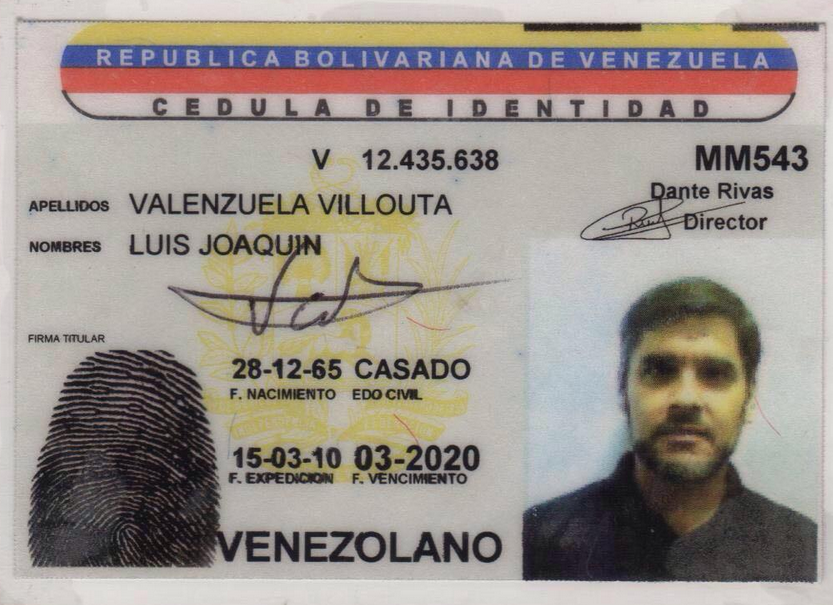 REPUBLICA BOLIVARIANA DE VENEZUELA
CEDULA DE IDENTIDAD
V 12.435.638
MM543
Dante Rivas
Director
APELLIDOS VALENZUELA VILLOUTA
NOMBRES LUIS JOAQUIN
FIRMA TITULAR
28-12-65 CASADO
F. NACIMIENTO EDO CIVIL
15-03-10 03-2020
F. EXPEDICION F. VENCIMIENTO
VENEZOLANO